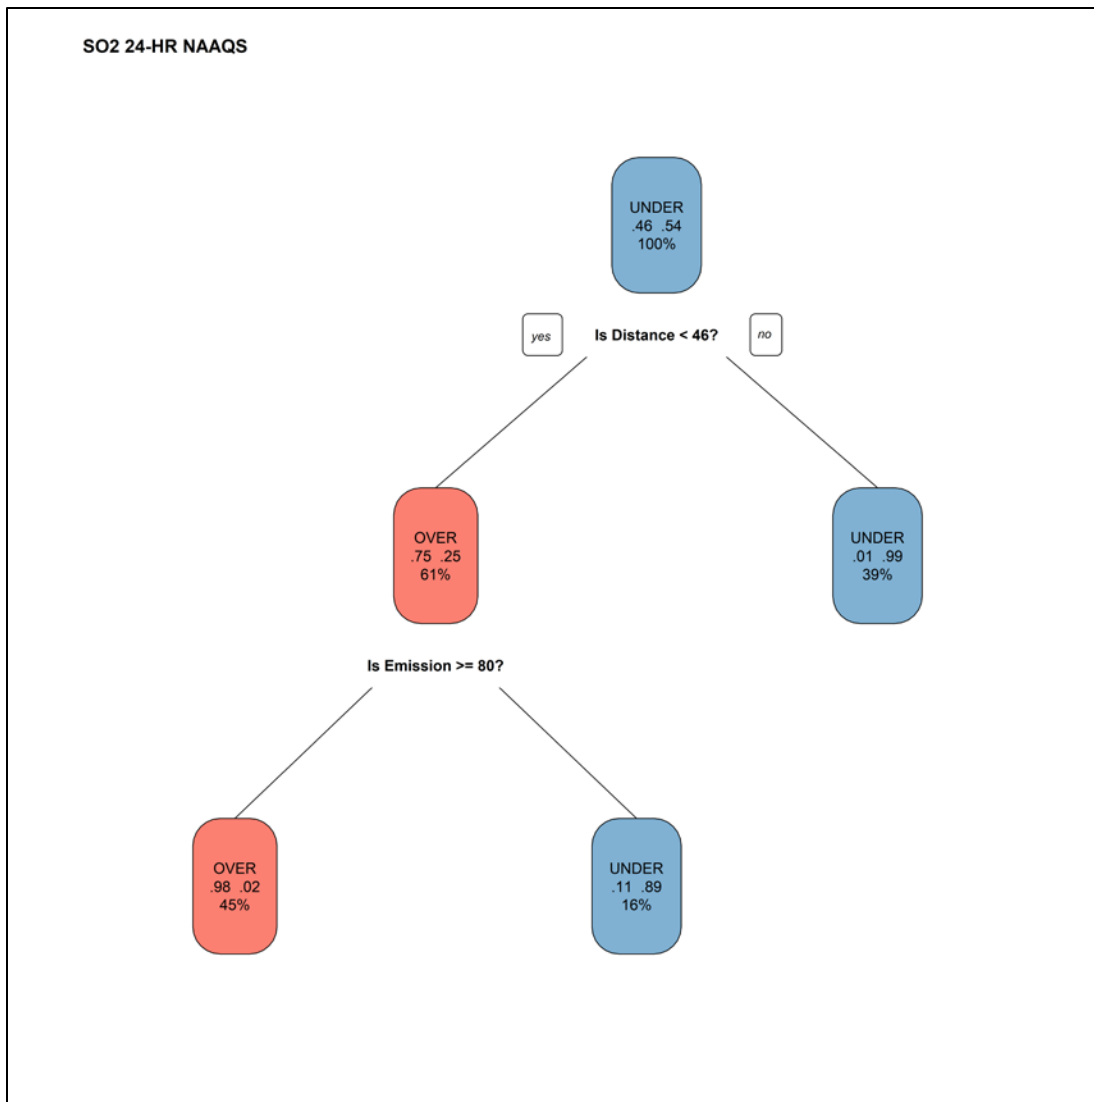 SO2 24-HR NAAQS
UNDER
.46 .54
100%
yes
Is Distance < 46?
no
OVER
.75 .25
61%
UNDER
.01 .99
39%
Is Emission >= 80?
OVER
.98 .02
45%
UNDER
.11 .89
16%